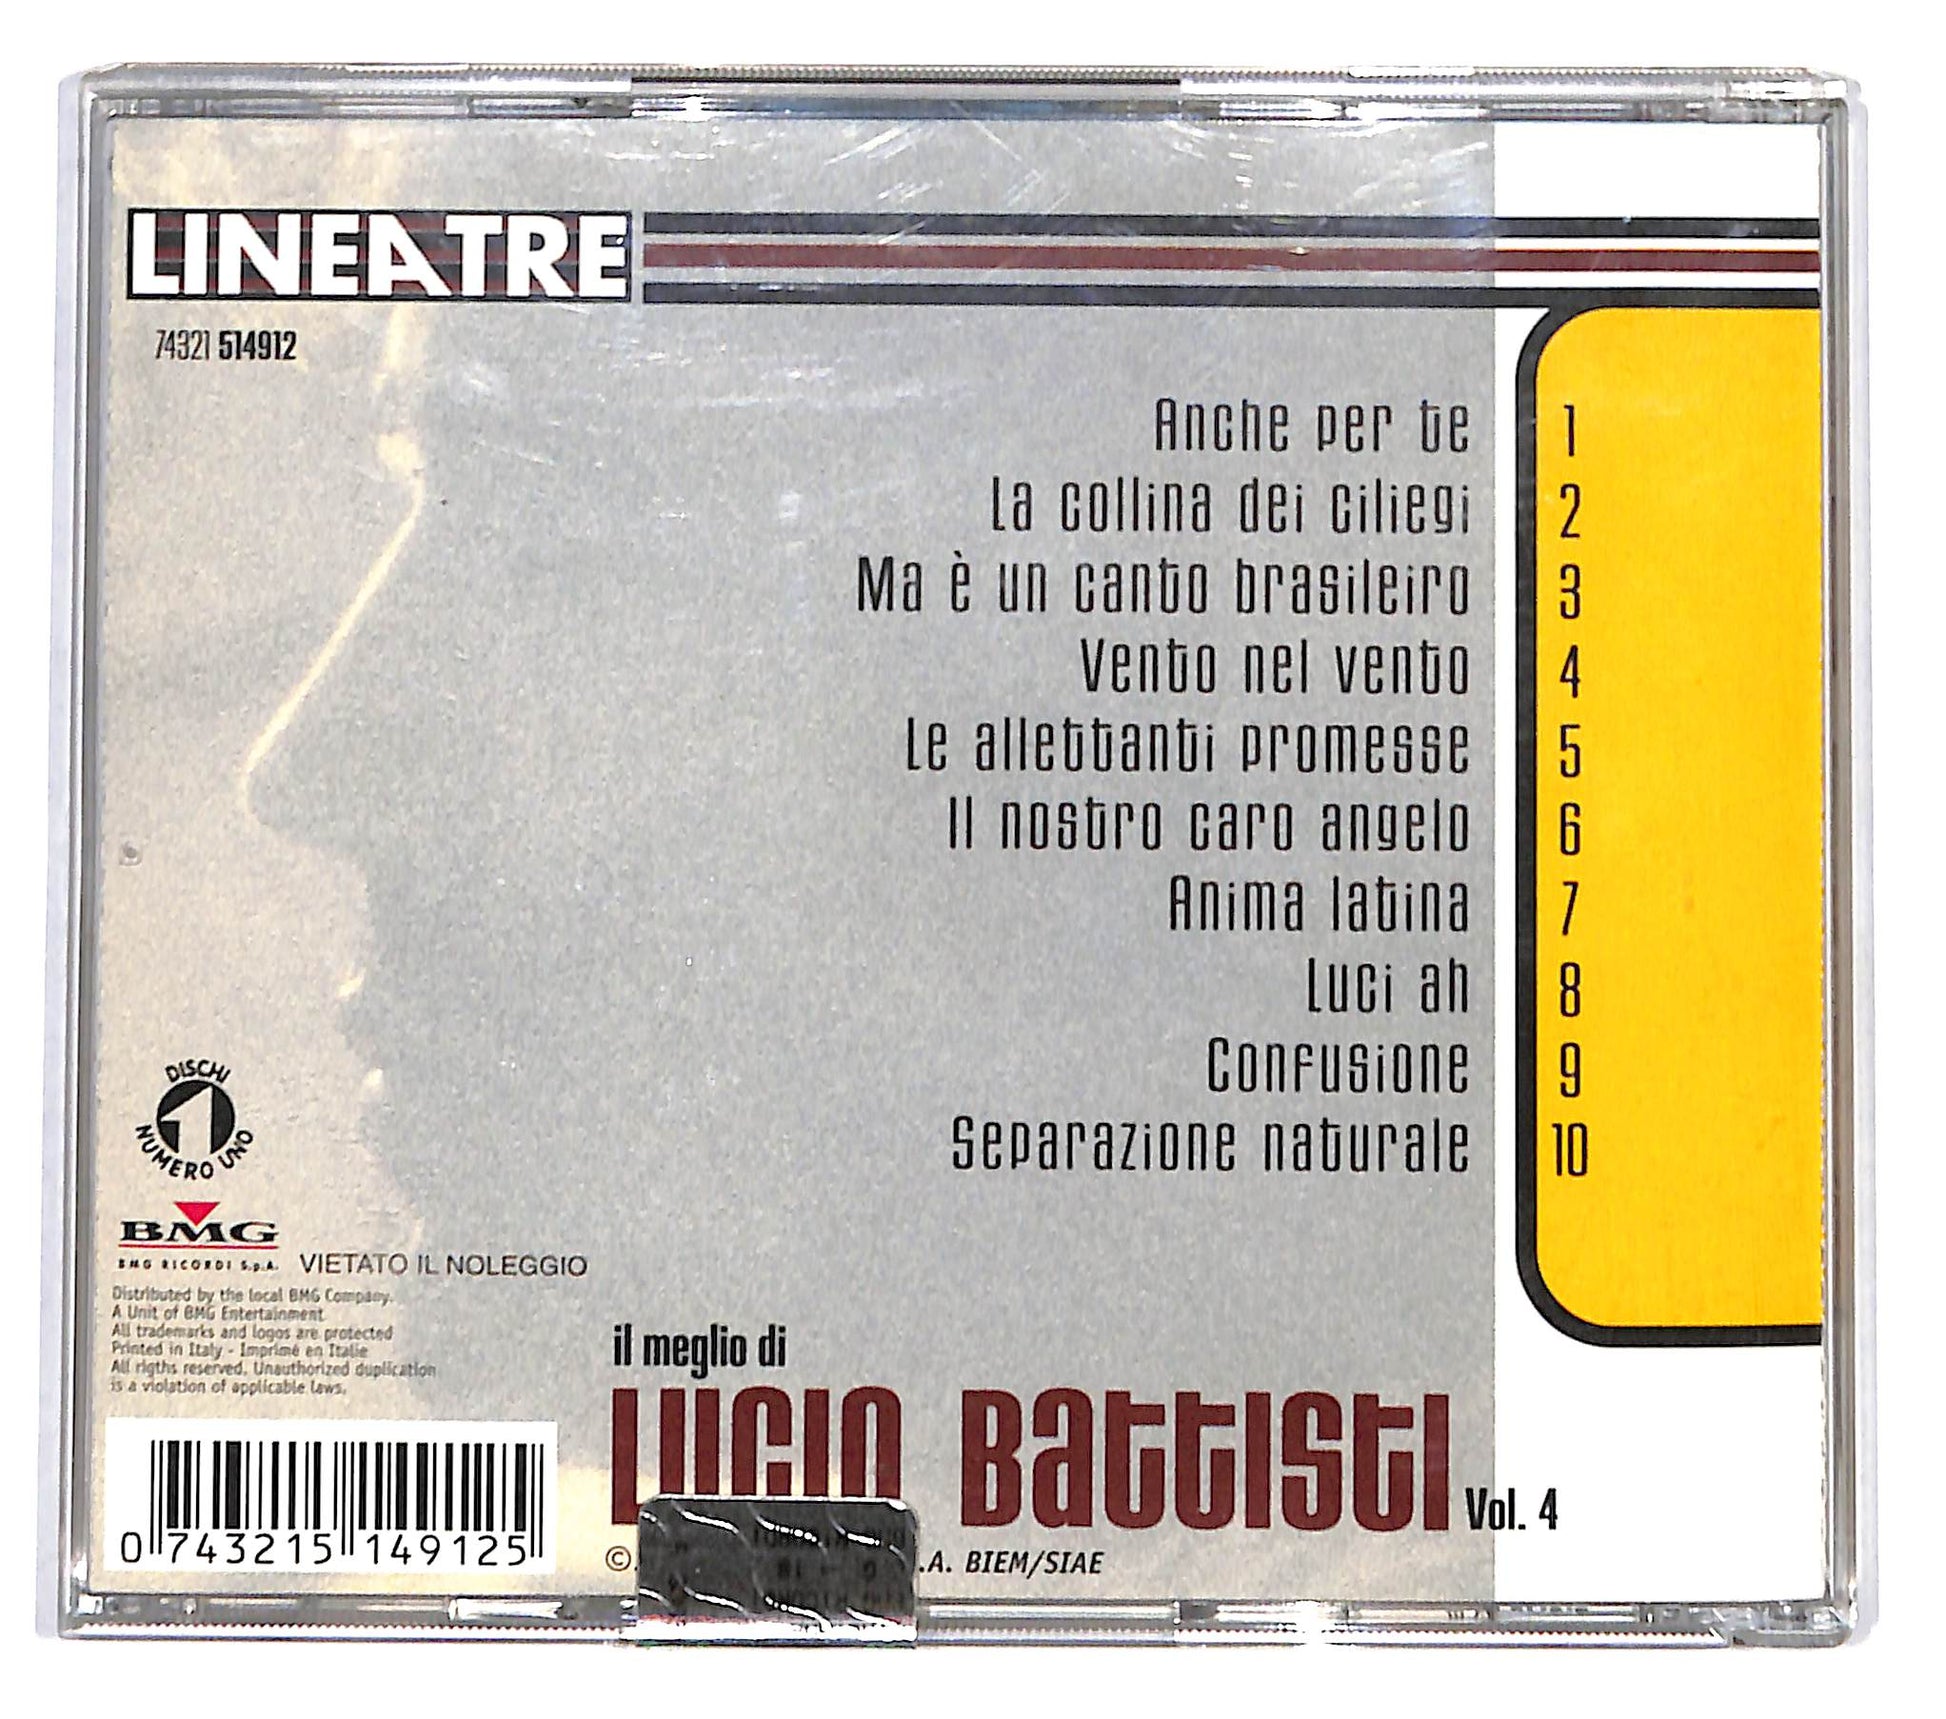 LINEATRE
74321 514912
Anche per te 1
La collina dei ciliegi 2
Ma è un canto brasileiro 3
Vento nel vento 4
Le allettanti promesse 5
Il nostro caro angelo 6
Anima latina 7
Luci ah 8
Confusione 9
Separazione naturale 10
DISCHI
1
NUMERO UNO
BMG
BMG RICORDI S.p.A.
VIETATO IL NOLEGGIO
Distributed by the local BMG Company.
A Unit of BMG Entertainment
All trademarks and logos are protected
Printed in Italy - Imprimé en Italie
All rigths reserved. Unauthorized duplication
is a violation of applicable laws.
il meglio di
LUCIO BATTISTI Vol. 4
0 743215 149125
© .A. BIEM/SIAE